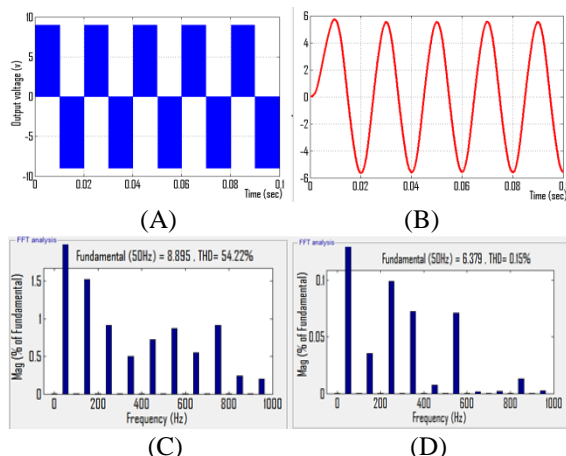 10
5
0
-5
-10
Output voltage (v)
0
0.02
0.04
0.06
0.08
0.1
Time (sec)
(A)
B)
6
4
2
0
-2
-4
-6
0
0.02
0.04
0.06
0.08
0.1
Time (sec)
(B)
FFT analysis
Fundamental (50Hz) = 8.895 , THD= 54.22%
1.5
1
0.5
0
Mag (% of Fundamental)
0
200
400
600
800
1000
Frequency (Hz)
(C)
FFT analysis
Fundamental (50Hz) = 6.379 , THD= 0.15%
0.1
0.05
0
Mag (% of Fundamental)
0
200
400
600
800
1000
Frequency (Hz)
(D)